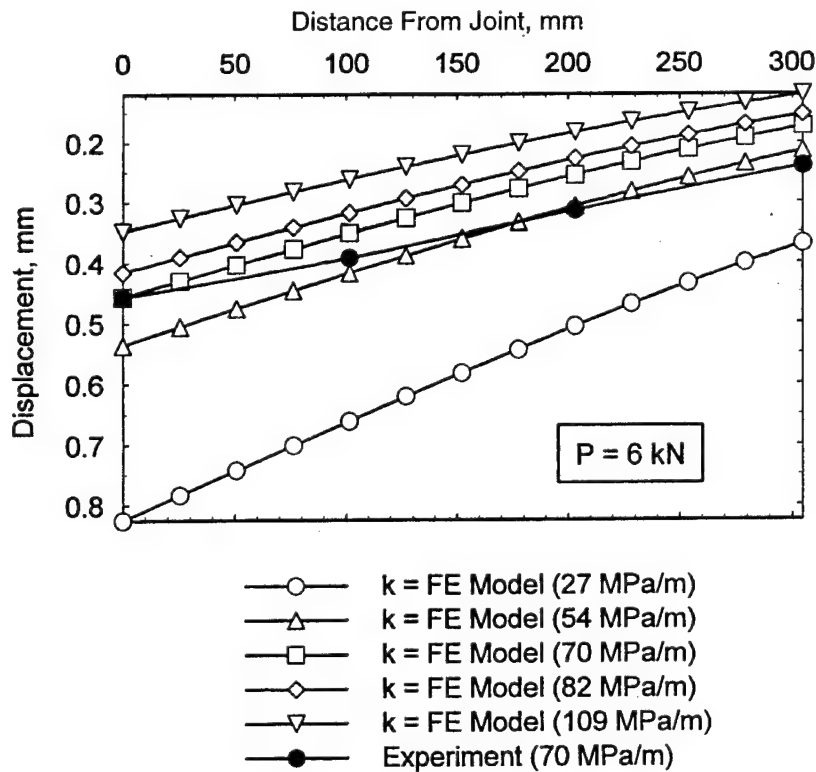 Distance From Joint, mm
0 50 100 150 200 250 300
0.2
0.3
0.4
0.5
0.6
0.7
0.8
Displacement, mm
P = 6 kN
k = FE Model (27 MPa/m)
k = FE Model (54 MPa/m)
k = FE Model (70 MPa/m)
k = FE Model (82 MPa/m)
k = FE Model (109 MPa/m)
Experiment (70 MPa/m)